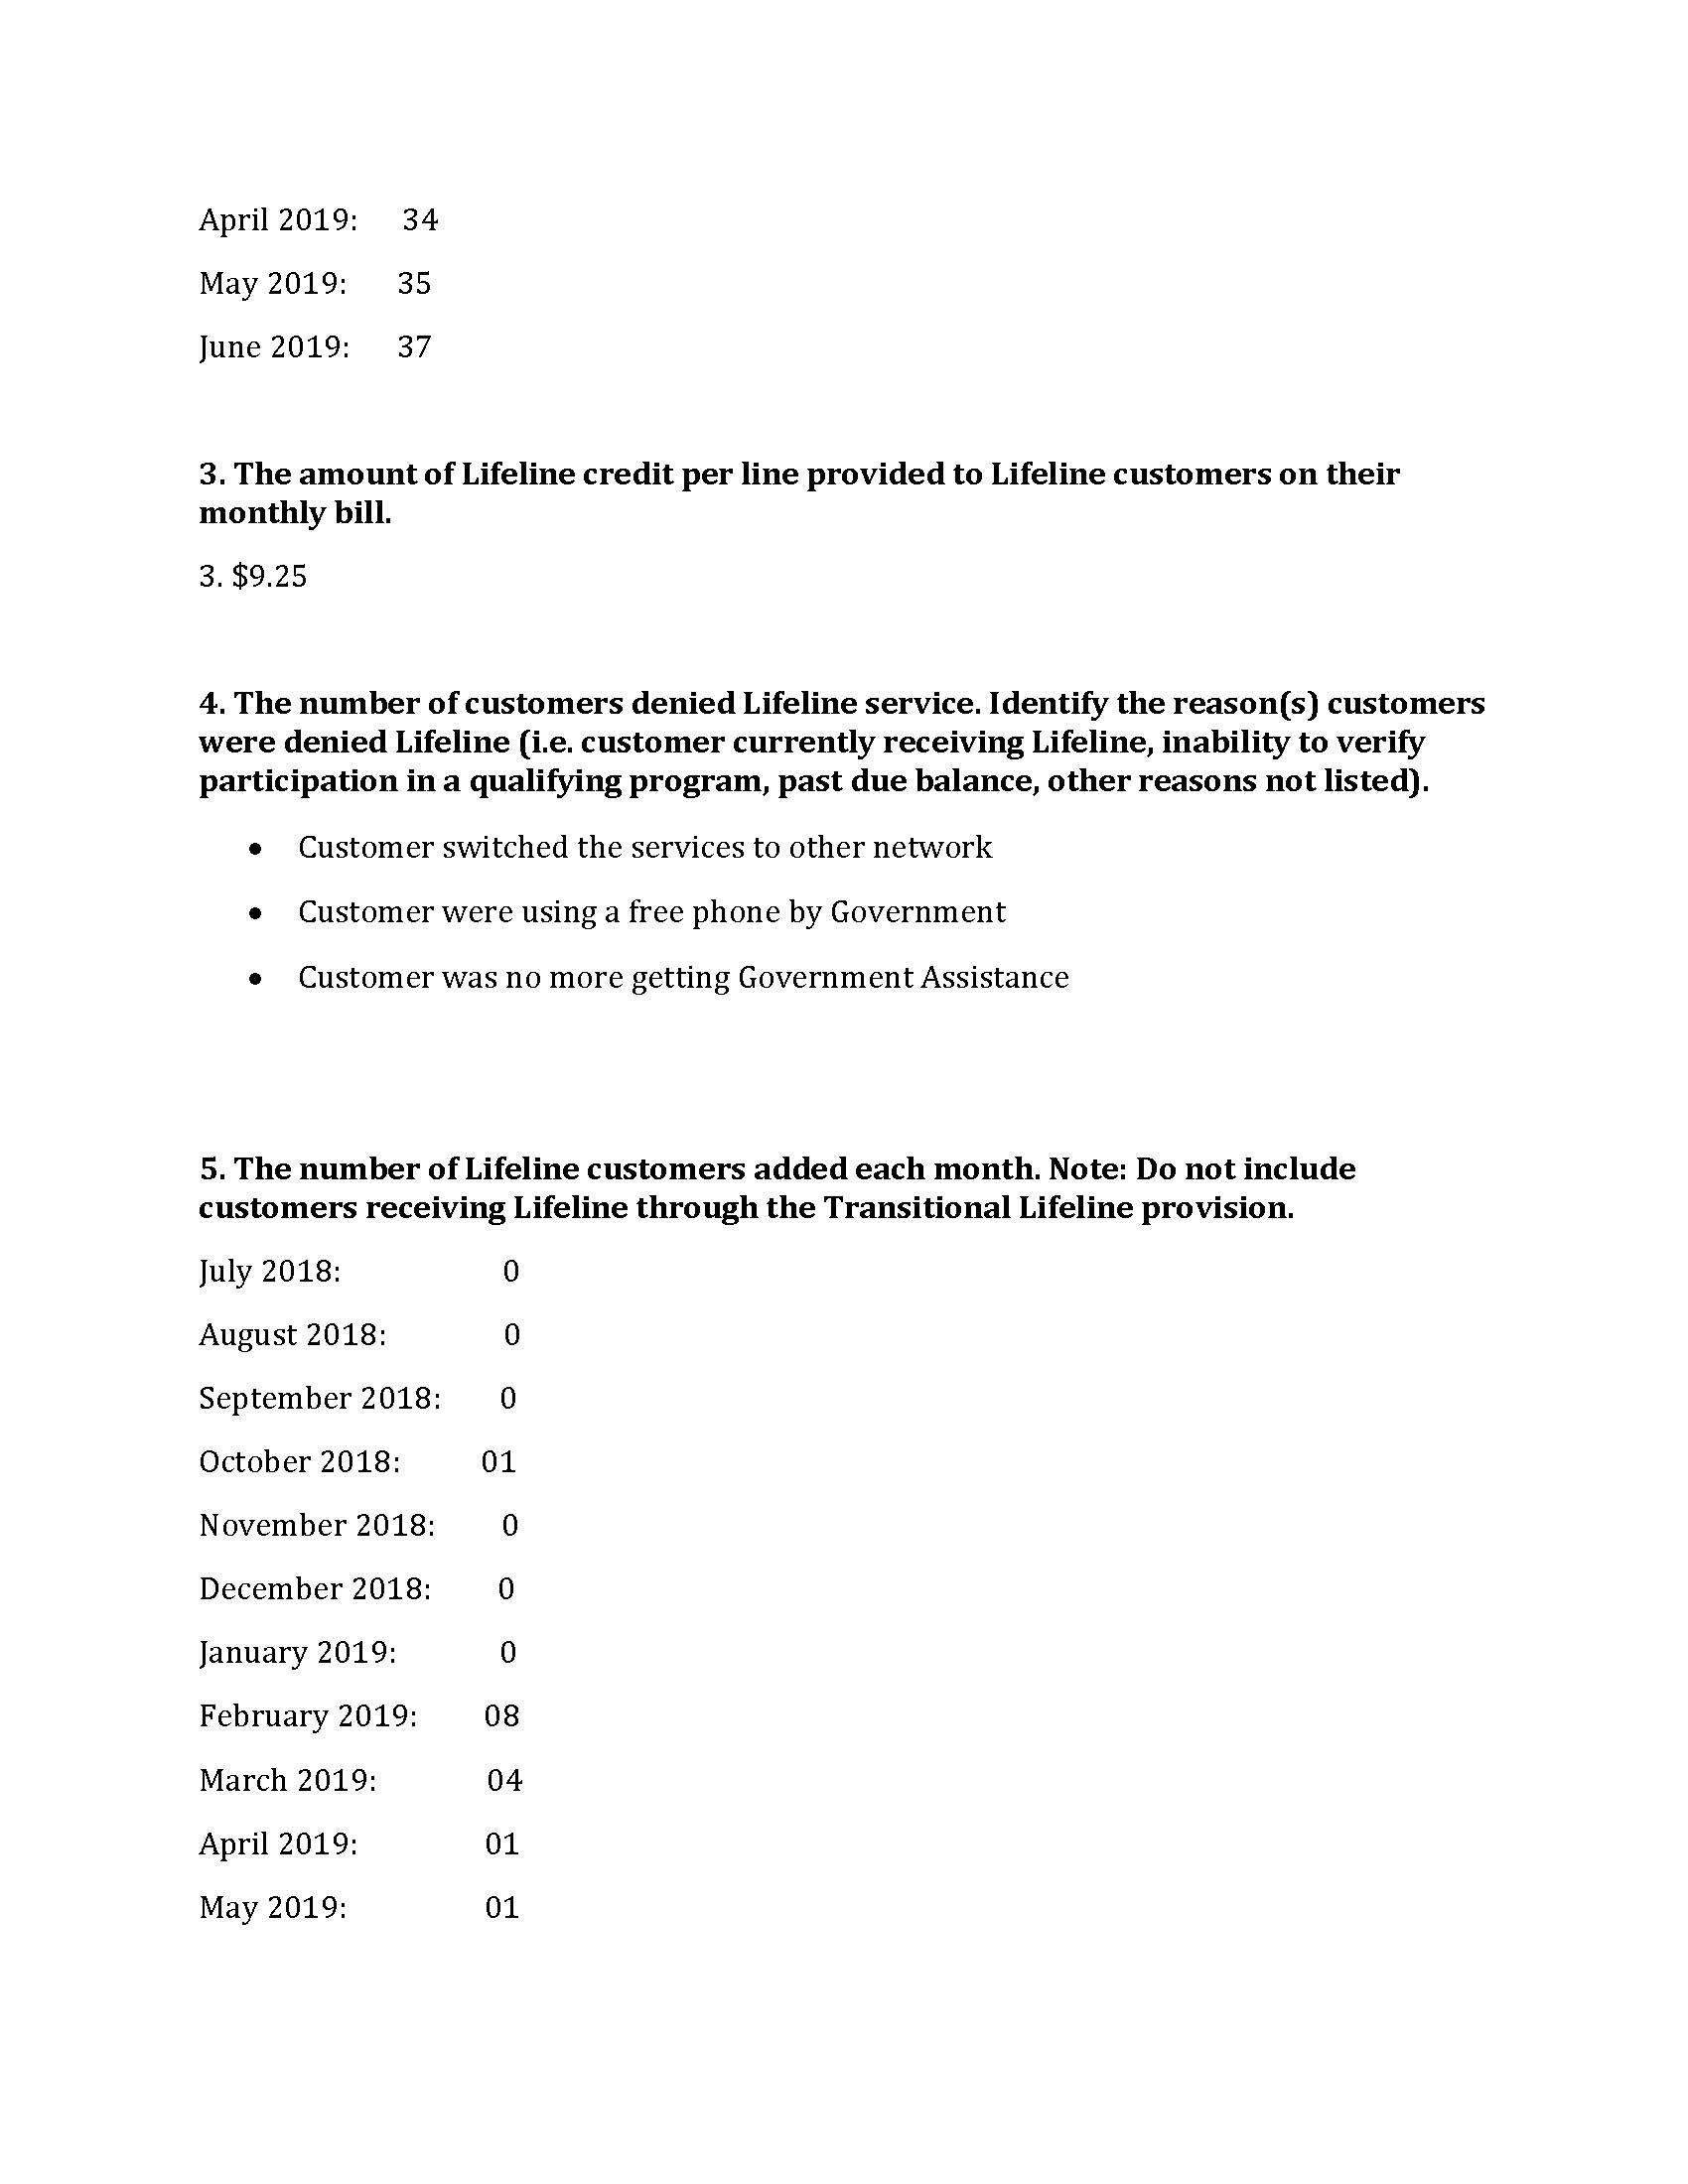 April 2019: 34
May 2019: 35
June 2019: 37
3. The amount of Lifeline credit per line provided to Lifeline customers on their
monthly bill.
3. $9.25
4. The number of customers denied Lifeline service. Identify the reason(s) customers
were denied Lifeline (i.e. customer currently receiving Lifeline, inability to verify
participation in a qualifying program, past due balance, other reasons not listed).
• Customer switched the services to other network
• Customer were using a free phone by Government
• Customer was no more getting Government Assistance
5. The number of Lifeline customers added each month. Note: Do not include
customers receiving Lifeline through the Transitional Lifeline provision.
July 2018: 0
August 2018: 0
September 2018: 0
October 2018: 01
November 2018: 0
December 2018: 0
January 2019: 0
February 2019: 08
March 2019: 04
April 2019: 01
May 2019: 01